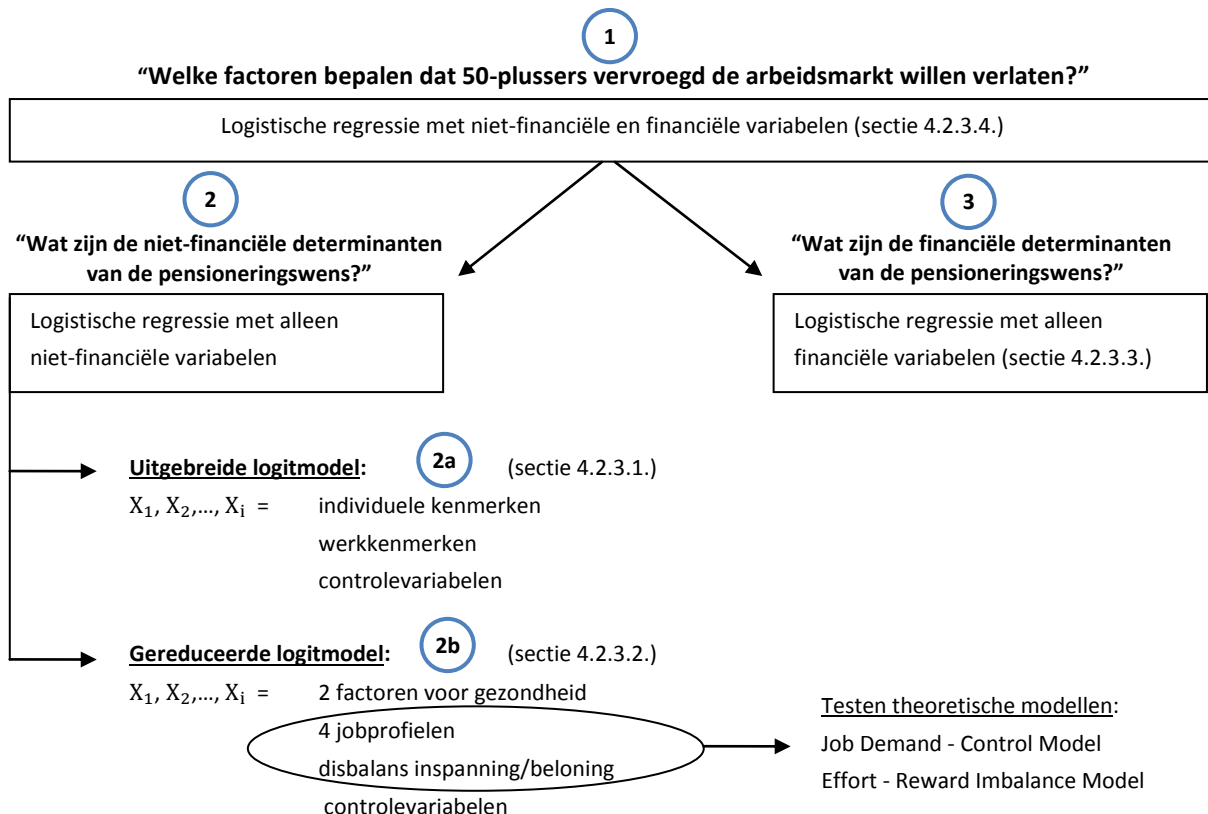 1
“Welke factoren bepalen dat 50-plussers vervroegd de arbeidsmarkt willen verlaten?”
Logistische regressie met niet-financiële en financiële variabelen (sectie 4.2.3.4.)
2
“Wat zijn de niet-financiële determinanten
van de pensioneringswens?”
Logistische regressie met alleen
niet-financiële variabelen
3
“Wat zijn de financiële determinanten
van de pensioneringswens?”
Logistische regressie met alleen
financiële variabelen (sectie 4.2.3.3.)
Uitgebreide logitmodel: 2a (sectie 4.2.3.1.)
X₁, X₂,..., Xᵢ = individuele kenmerken
werkkenmerken
controlevariabelen
Gereduceerde logitmodel: 2b (sectie 4.2.3.2.)
X₁, X₂,..., Xᵢ = 2 factoren voor gezondheid
4 jobprofielen
disbalans inspanning/beloning
controlevariabelen
Testen theoretische modellen:
Job Demand - Control Model
Effort - Reward Imbalance Model